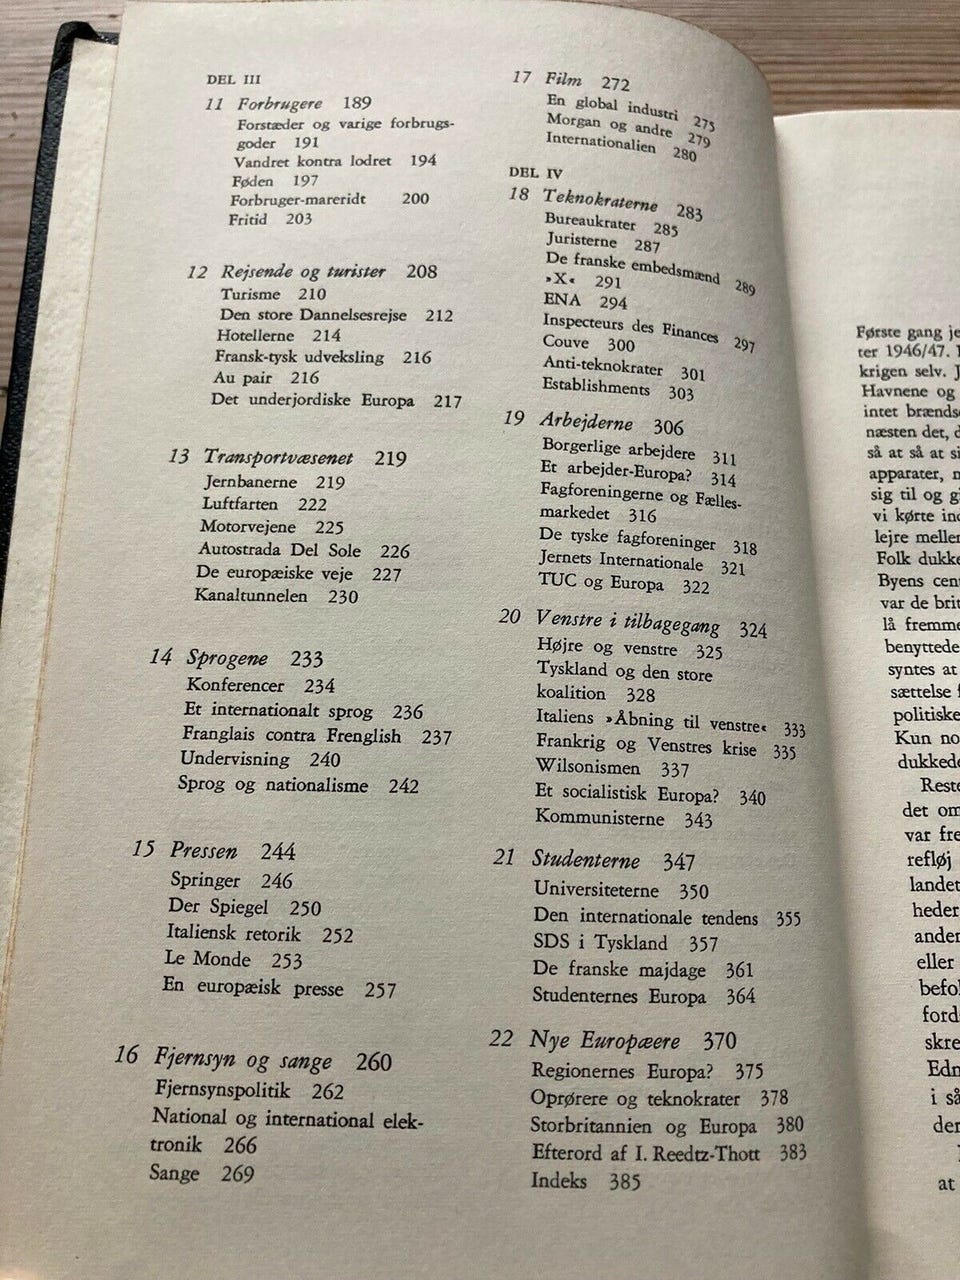 DEL III
11 Forbrugere 189
Forstæder og varige forbrugs-
goder 191
Vandret kontra lodret 194
Føden 197
Forbruger-mareridt 200
Fritid 203
12 Rejsende og turister 208
Turisme 210
Den store Dannelsesrejse 212
Hotellerne 214
Fransk-tysk udveksling 216
Au pair 216
Det underjordiske Europa 217
13 Transportvæsenet 219
Jernbanerne 219
Luftfarten 222
Motorvejene 225
Autostrada Del Sole 226
De europæiske veje 227
Kanaltunnelen 230
14 Sprogene 233
Konferencer 234
Et internationalt sprog 236
Franglais contra Frenglish 237
Undervisning 240
Sprog og nationalisme 242
15 Pressen 244
Springer 246
Der Spiegel 250
Italiensk retorik 252
Le Monde 253
En europæisk presse 257
16 Fjernsyn og sange 260
Fjernsynspolitik 262
National og international elek-
tronik 266
Sange 269
17 Film 272
En global industri 275
Morgan og andre 279
Internationalien 280
DEL IV
18 Teknokraterne 283
Bureaukrater 285
Juristerne 287
De franske embedsmænd 289
»X« 291
ENA 294
Inspecteurs des Finances 297
Couve 300
Anti-teknokrater 301
Establishments 303
19 Arbejderne 306
Borgerlige arbejdere 311
Et arbejder-Europa? 314
Fagforeningerne og Fælles-
markedet 316
De tyske fagforeninger 318
Jernets Internationale 321
TUC og Europa 322
20 Venstre i tilbagegang 324
Højre og venstre 325
Tyskland og den store
koalition 328
Italiens »Åbning til venstre« 333
Frankrig og Venstres krise 335
Wilsonismen 337
Et socialistisk Europa? 340
Kommunisterne 343
21 Studenterne 347
Universiteterne 350
Den internationale tendens 355
SDS i Tyskland 357
De franske majdage 361
Studenternes Europa 364
22 Nye Europæere 370
Regionernes Europa? 375
Oprørere og teknokrater 378
Storbritannien og Europa 380
Efterord af I. Reedtz-Thott 383
Indeks 385
Første gang je
ter 1946/47.
krigen selv. J
Havnene og
intet brænds
næsten det, d
så at så at si
apparater, n
sig til og g
vi kørte ind
lejre meller
Folk dukke
Byens cent
var de brit
lå fremme
benyttede
syntes at
sættelse
politiske
Kun no
dukkede
Reste
det om
var fre
refløj
landet
heder
ander
eller
befol
ford
skre
Edn
i så
der
at